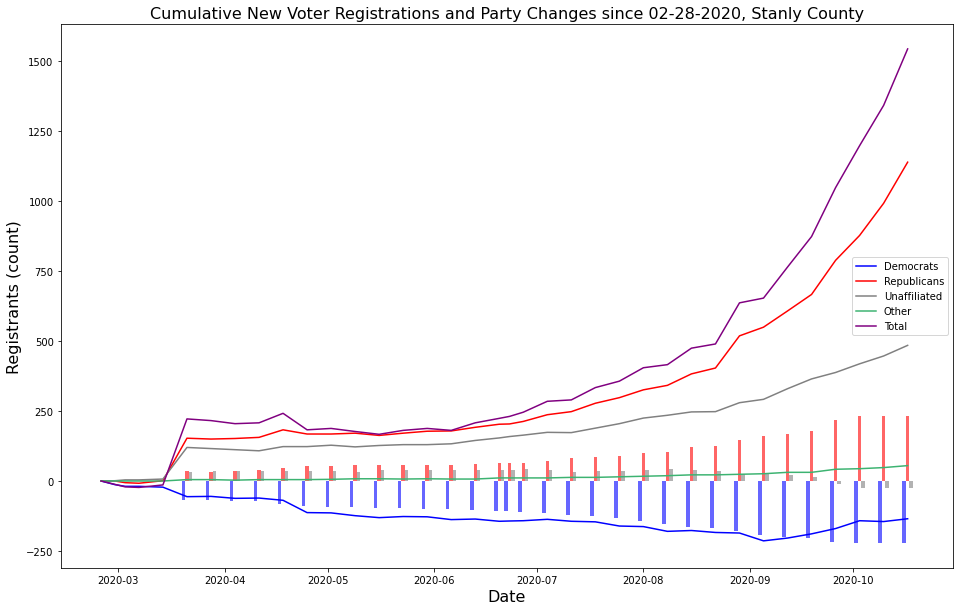 Cumulative New Voter Registrations and Party Changes since 02-28-2020, Stanly County
Registrants (count)
1500
1250
1000
750
500
250
0
−250
Democrats
Republicans
Unaffiliated
Other
Total
2020-03
2020-04
2020-05
2020-06
2020-07
2020-08
2020-09
2020-10
Date